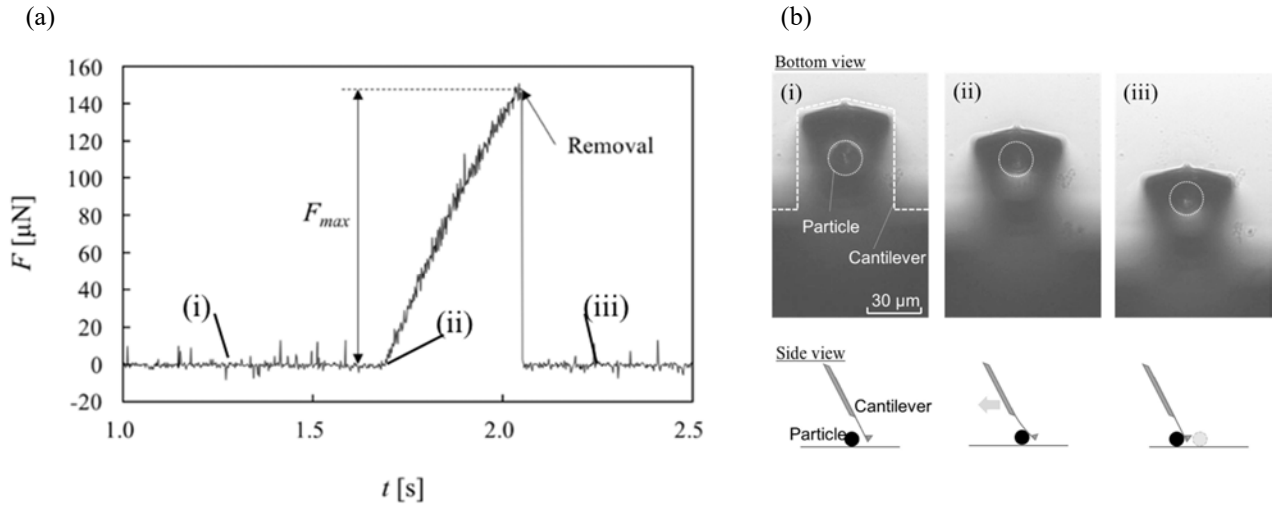 (a)
160
140
120
100
80
60
40
20
0
-20
F [μN]
F_max
Removal
(i)
(ii)
(iii)
1.0
1.5
2.0
2.5
t [s]
(b)
Bottom view
(i)
(ii)
(iii)
Particle
Cantilever
30 μm
Side view
Cantilever
Particle